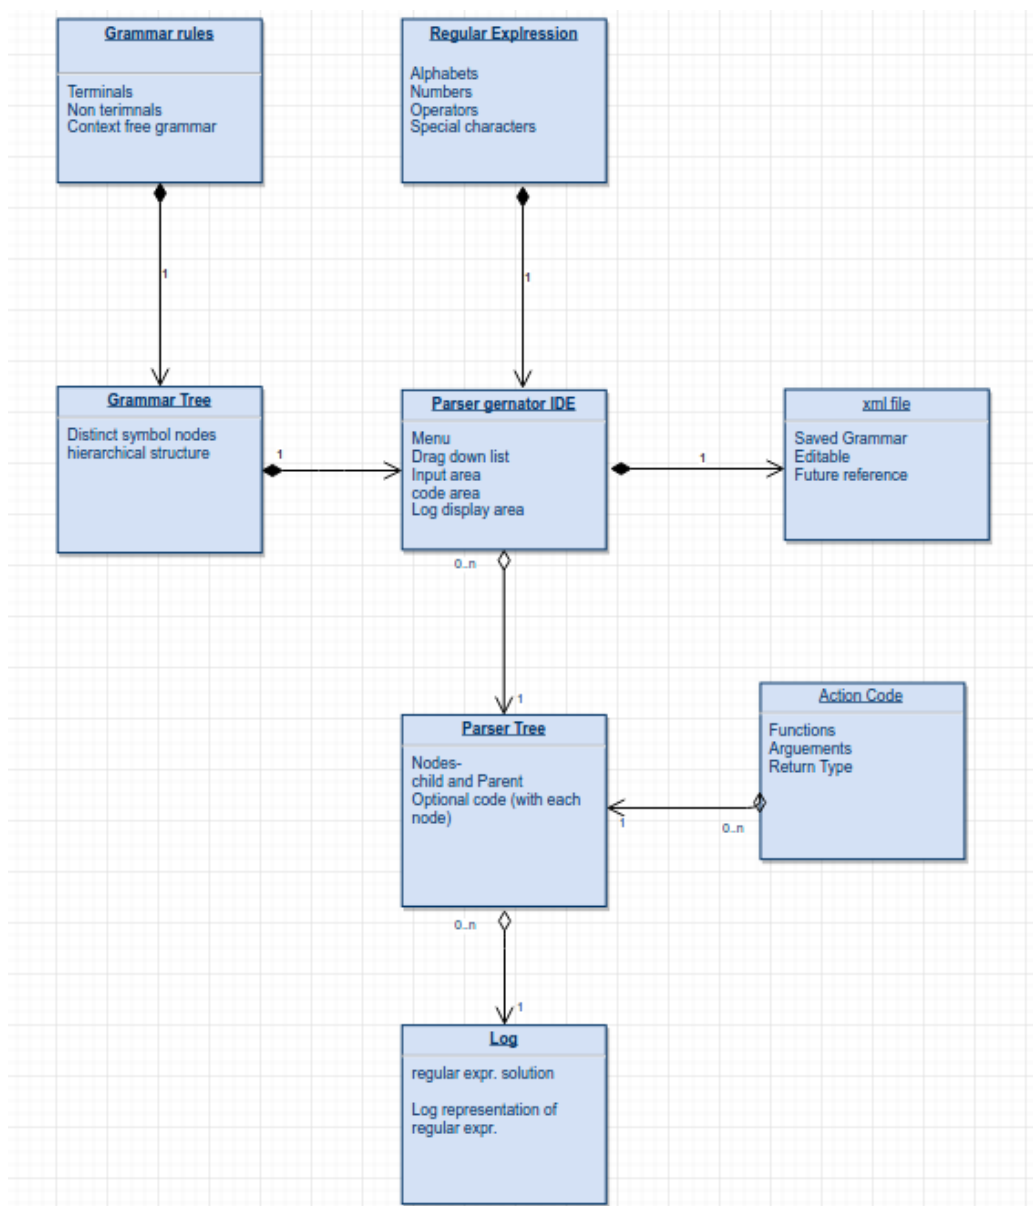 Grammar rules
Terminals
Non terimnals
Context free grammar
Regular Explression
Alphabets
Numbers
Operators
Special characters
1
1
Grammar Tree
Distinct symbol nodes
hierarchical structure
1
Parser gernator IDE
Menu
Drag down list
Input area
code area
Log display area
1
xml file
Saved Grammar
Editable
Future reference
0..n
1
Parser Tree
Nodes-
child and Parent
Optional code (with each
node)
Action Code
Functions
Arguements
Return Type
1
0..n
0..n
1
Log
regular expr. solution
Log representation of
regular expr.